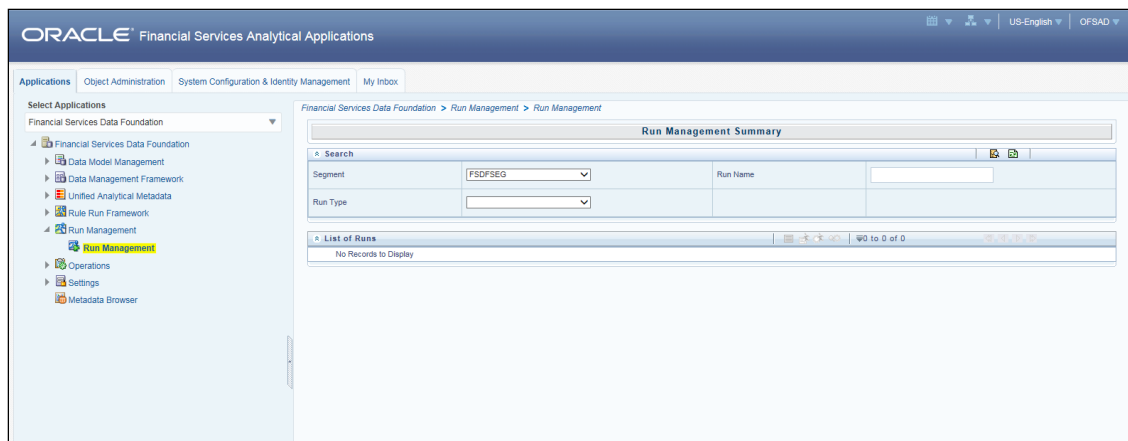 US-English OFSAD
ORACLE Financial Services Analytical Applications
Applications Object Administration System Configuration & Identity Management My Inbox
Select Applications
Financial Services Data Foundation
Financial Services Data Foundation
Data Model Management
Data Management Framework
Unified Analytical Metadata
Rule Run Framework
Run Management
Run Management
Operations
Settings
Metadata Browser
Financial Services Data Foundation > Run Management > Run Management
Run Management Summary
Search
Segment FSDFSEG Run Name
Run Type
List of Runs 0 to 0 of 0
No Records to Display